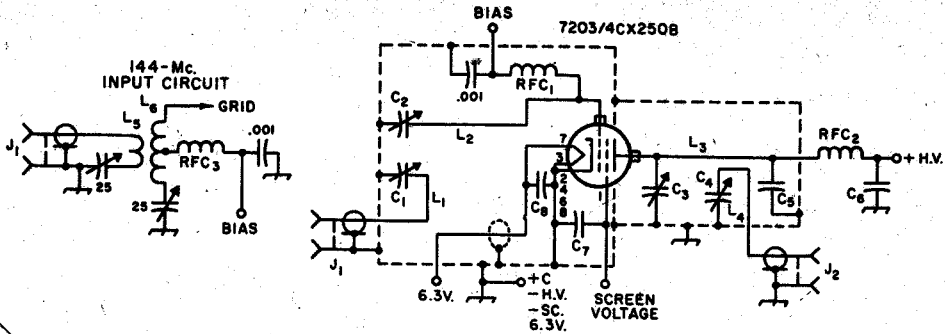 144-Mc.
INPUT CIRCUIT
L6
GRID
L5
J1
RFC3
.001
25
25
BIAS
BIAS
7203/4CX250B
.001
RFC1
C2
L2
C1
L1
J1
7
3
2
4
6
8
C8
C7
6.3V.
+C
-H.V.
-SC.
6.3V.
SCREEN
VOLTAGE
L3
C3
C4
L4
C5
RFC2
+H.V.
C6
J2